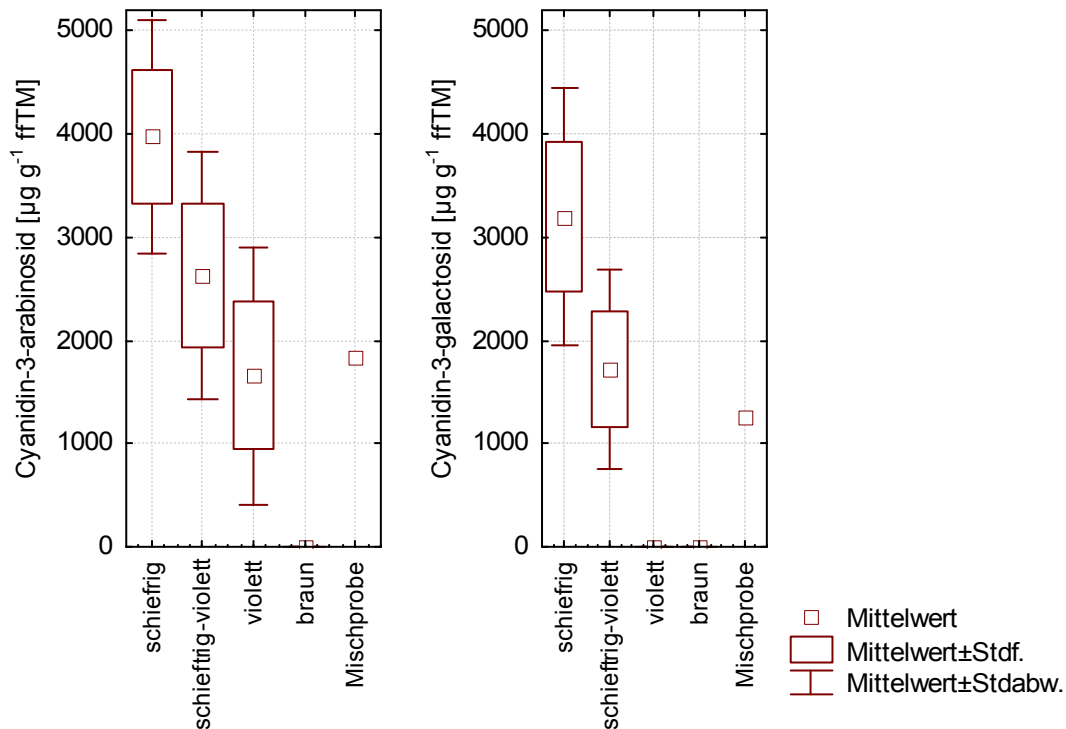 Cyanidin-3-arabinosid [µg g⁻¹ ffTM]
5000
4000
3000
2000
1000
0
schiefrig
schieftrig-violett
violett
braun
Mischprobe
Cyanidin-3-galactosid [µg g⁻¹ ffTM]
5000
4000
3000
2000
1000
0
schiefrig
schieftrig-violett
violett
braun
Mischprobe
Mittelwert
Mittelwert±Stdf.
Mittelwert±Stdabw.